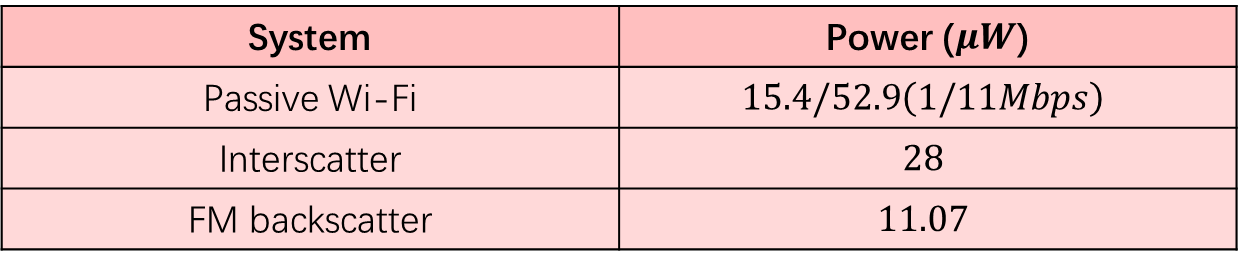 System Power (μW)
Passive Wi-Fi 15.4/52.9(1/11Mbps)
Interscatter 28
FM backscatter 11.07